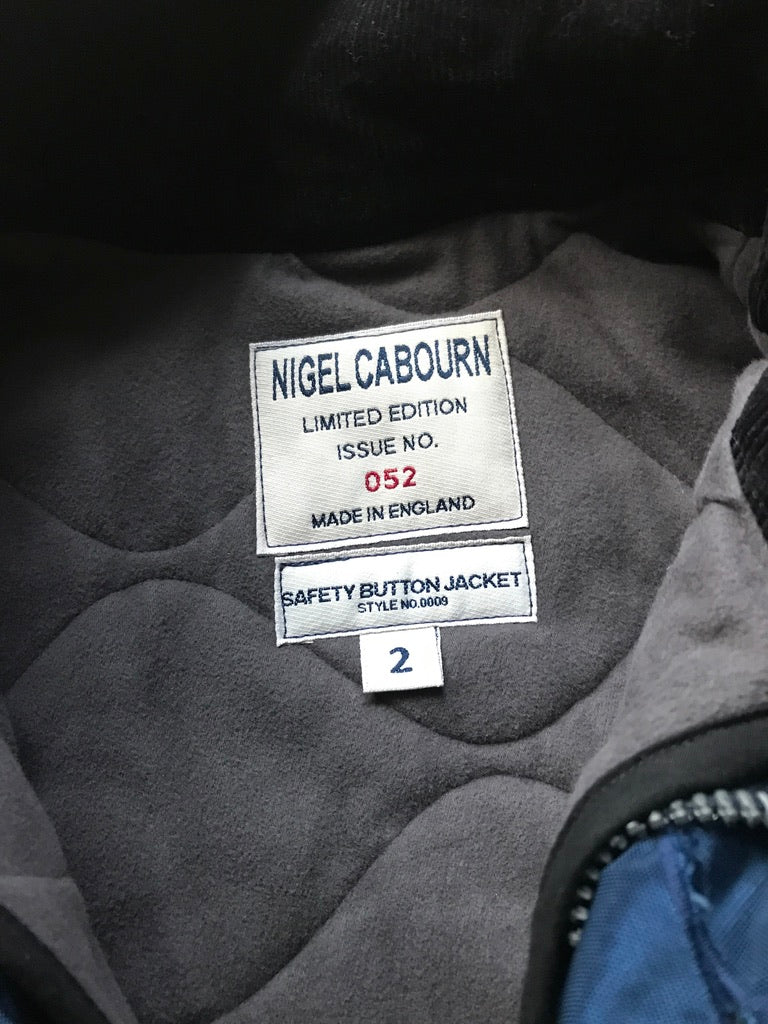 NIGEL CABOURN
LIMITED EDITION
ISSUE NO.
052
MADE IN ENGLAND
SAFETY BUTTON JACKET
STYLE NO.0009
2